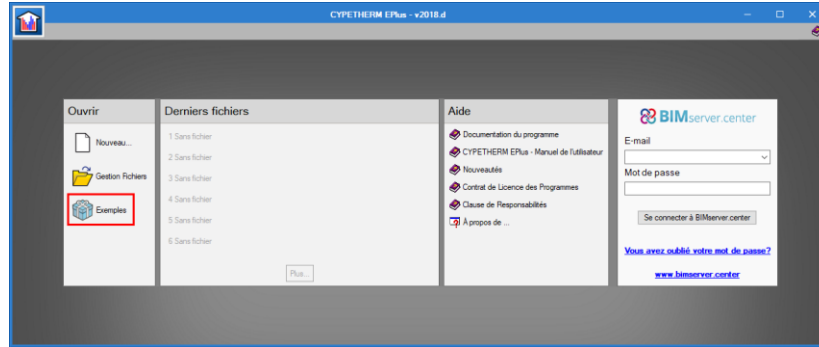 CYPETHERM EPlus - v2018.d
Ouvrir
Nouveau...
Gestion Fichiers
Exemples
Derniers fichiers
1 Sans fichier
2 Sans fichier
3 Sans fichier
4 Sans fichier
5 Sans fichier
6 Sans fichier
Plus...
Aide
Documentation du programme
CYPETHERM EPlus - Manuel de l'utilisateur
Nouveautés
Contrat de Licence des Programmes
Clause de Responsabilités
À propos de ...
BIMserver.center
E-mail
Mot de passe
Se connecter à BIMserver.center
Vous avez oublié votre mot de passe?
www.bimserver.center